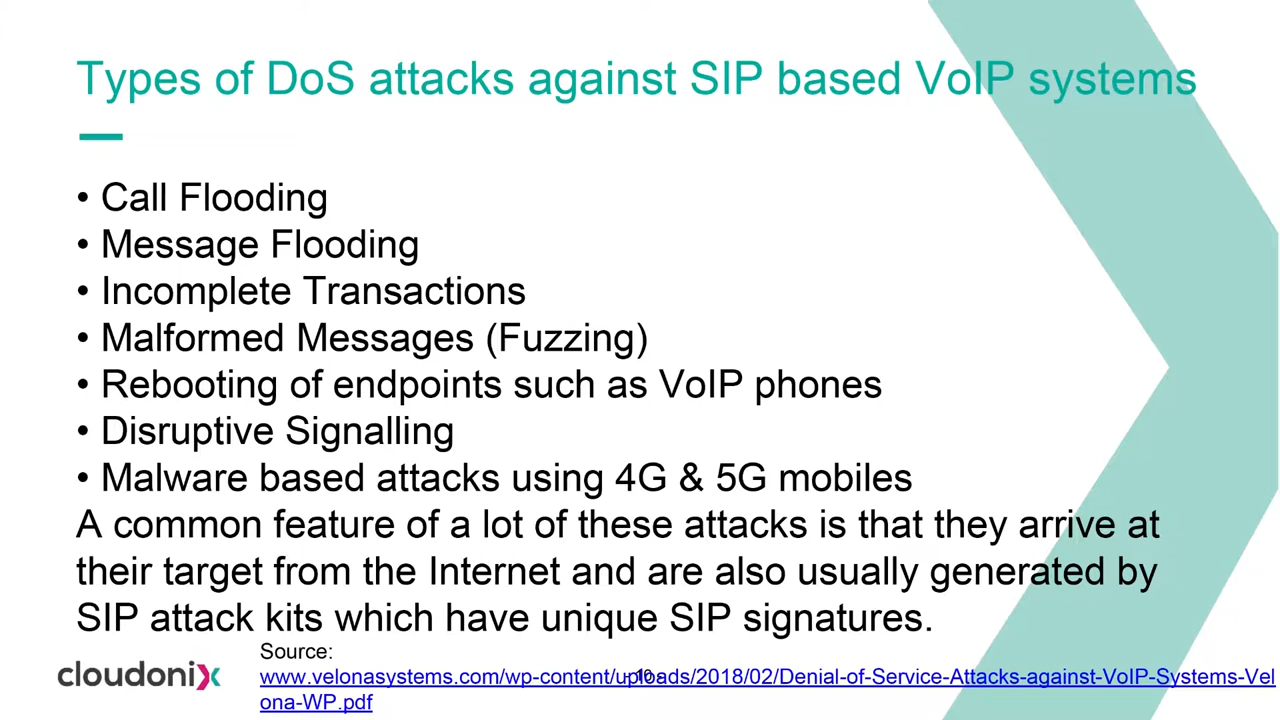 Types of DoS attacks against SIP based VoIP systems
• Call Flooding
• Message Flooding
• Incomplete Transactions
• Malformed Messages (Fuzzing)
• Rebooting of endpoints such as VoIP phones
• Disruptive Signalling
• Malware based attacks using 4G & 5G mobiles
A common feature of a lot of these attacks is that they arrive at
their target from the Internet and are also usually generated by
SIP attack kits which have unique SIP signatures.
Source:
www.velonasystems.com/wp-content/uploads/2018/02/Denial-of-Service-Attacks-against-VoIP-Systems-Vel
ona-WP.pdf
cloudonix
- 10 -